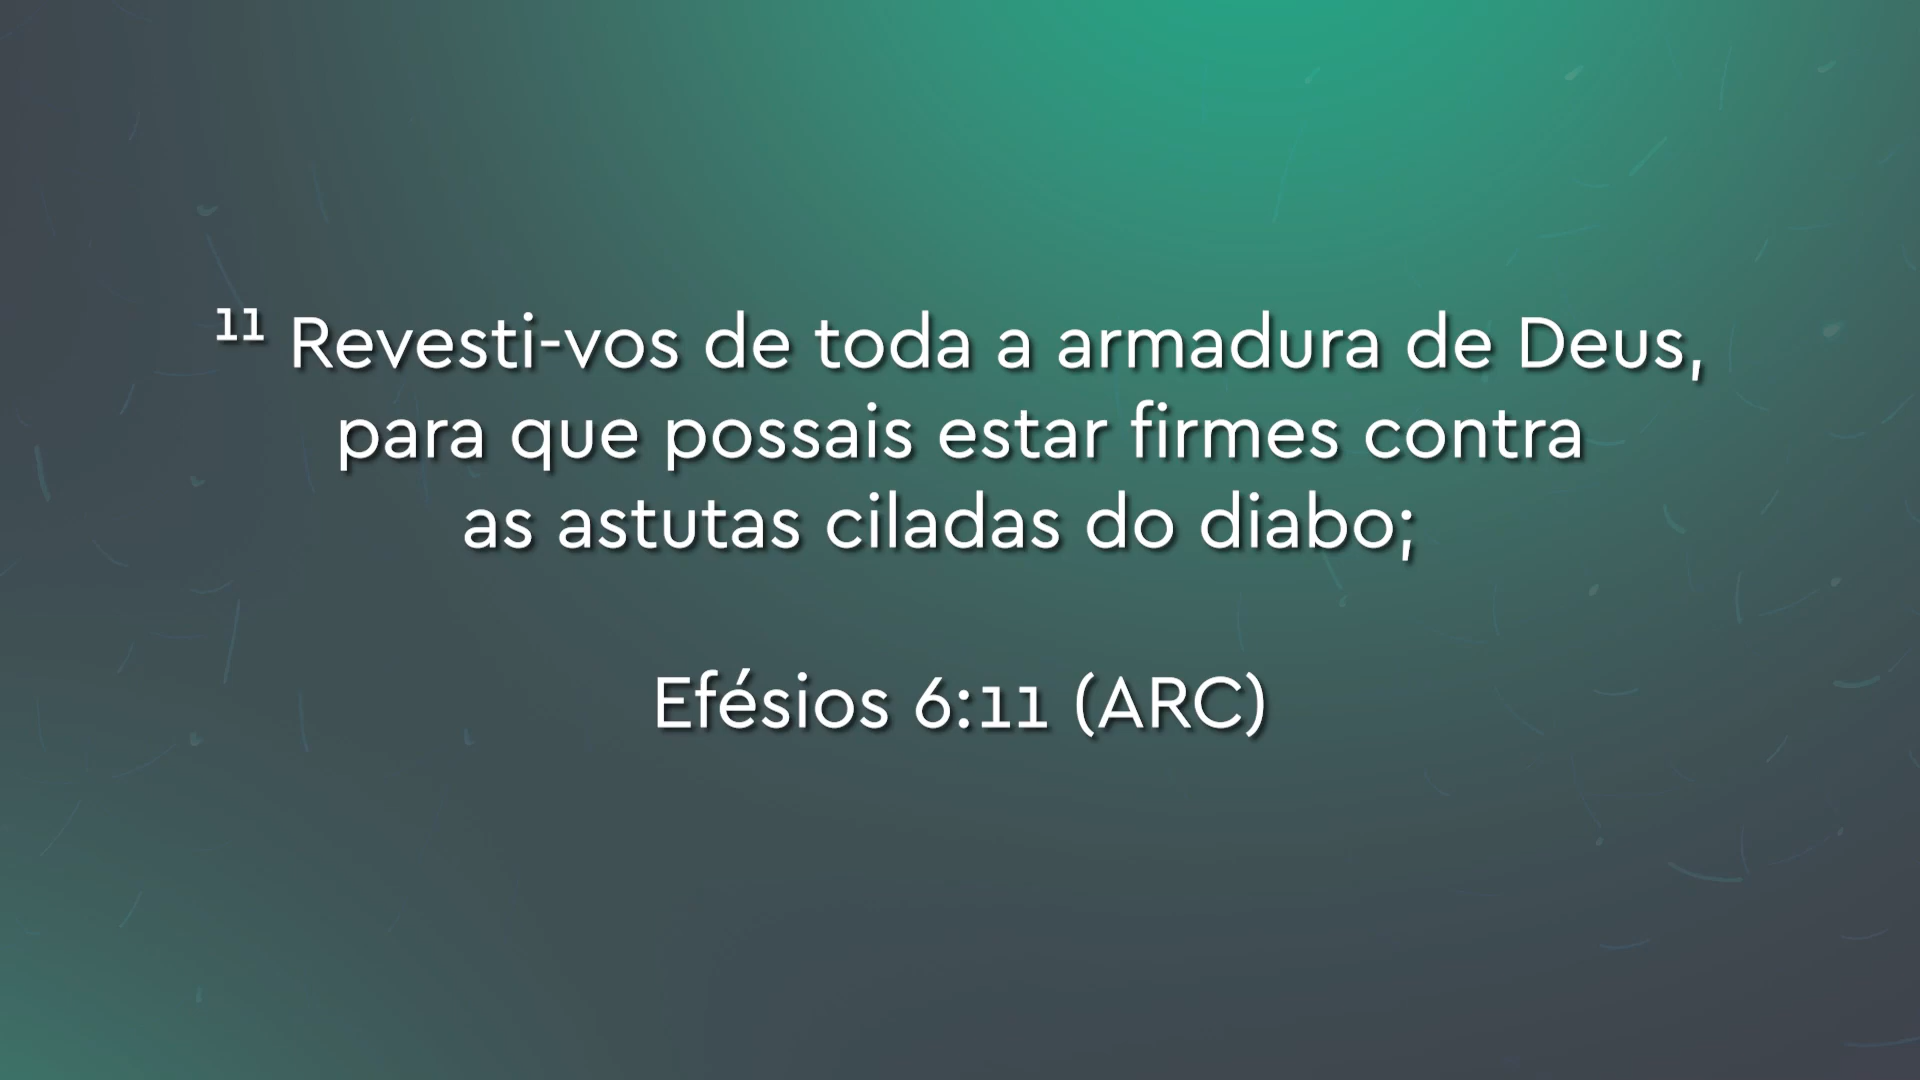 ¹¹ Revesti-vos de toda a armadura de Deus,
para que possais estar firmes contra
as astutas ciladas do diabo;
Efésios 6:11 (ARC)